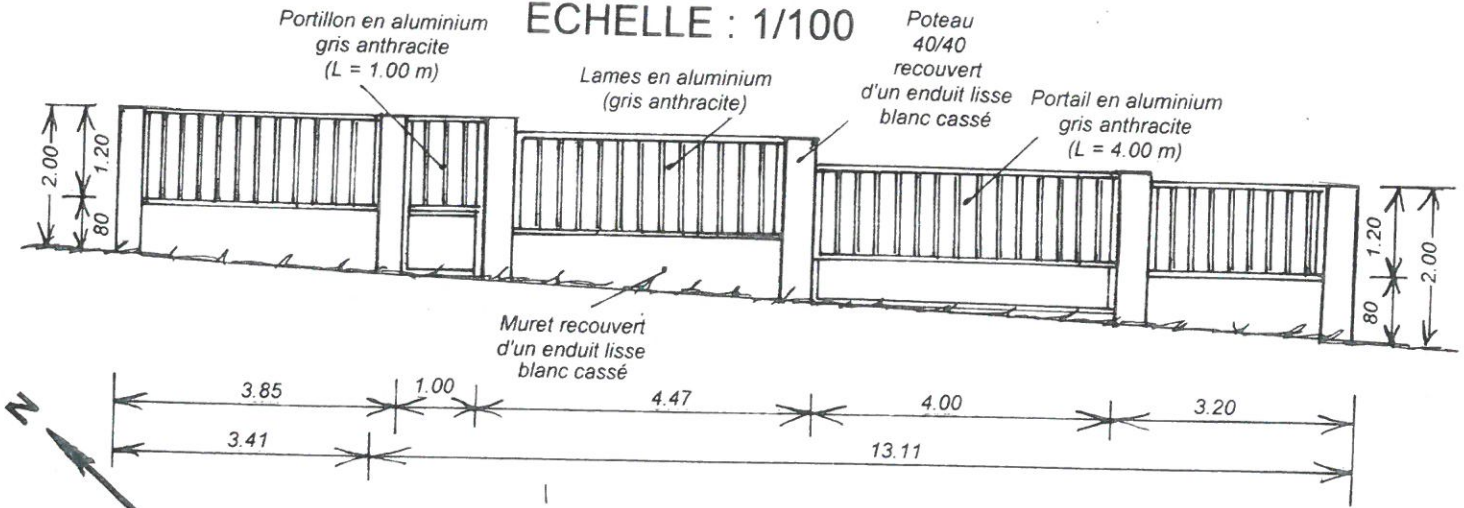 ECHELLE : 1/100
Portillon en aluminium
gris anthracite
(L = 1.00 m)
Lames en aluminium
(gris anthracite)
Poteau
40/40
recouvert
d'un enduit lisse
blanc cassé
Portail en aluminium
gris anthracite
(L = 4.00 m)
2.00
1.20
80
1.20
80
2.00
Muret recouvert
d'un enduit lisse
blanc cassé
3.85
1.00
4.47
4.00
3.20
3.41
13.11
N